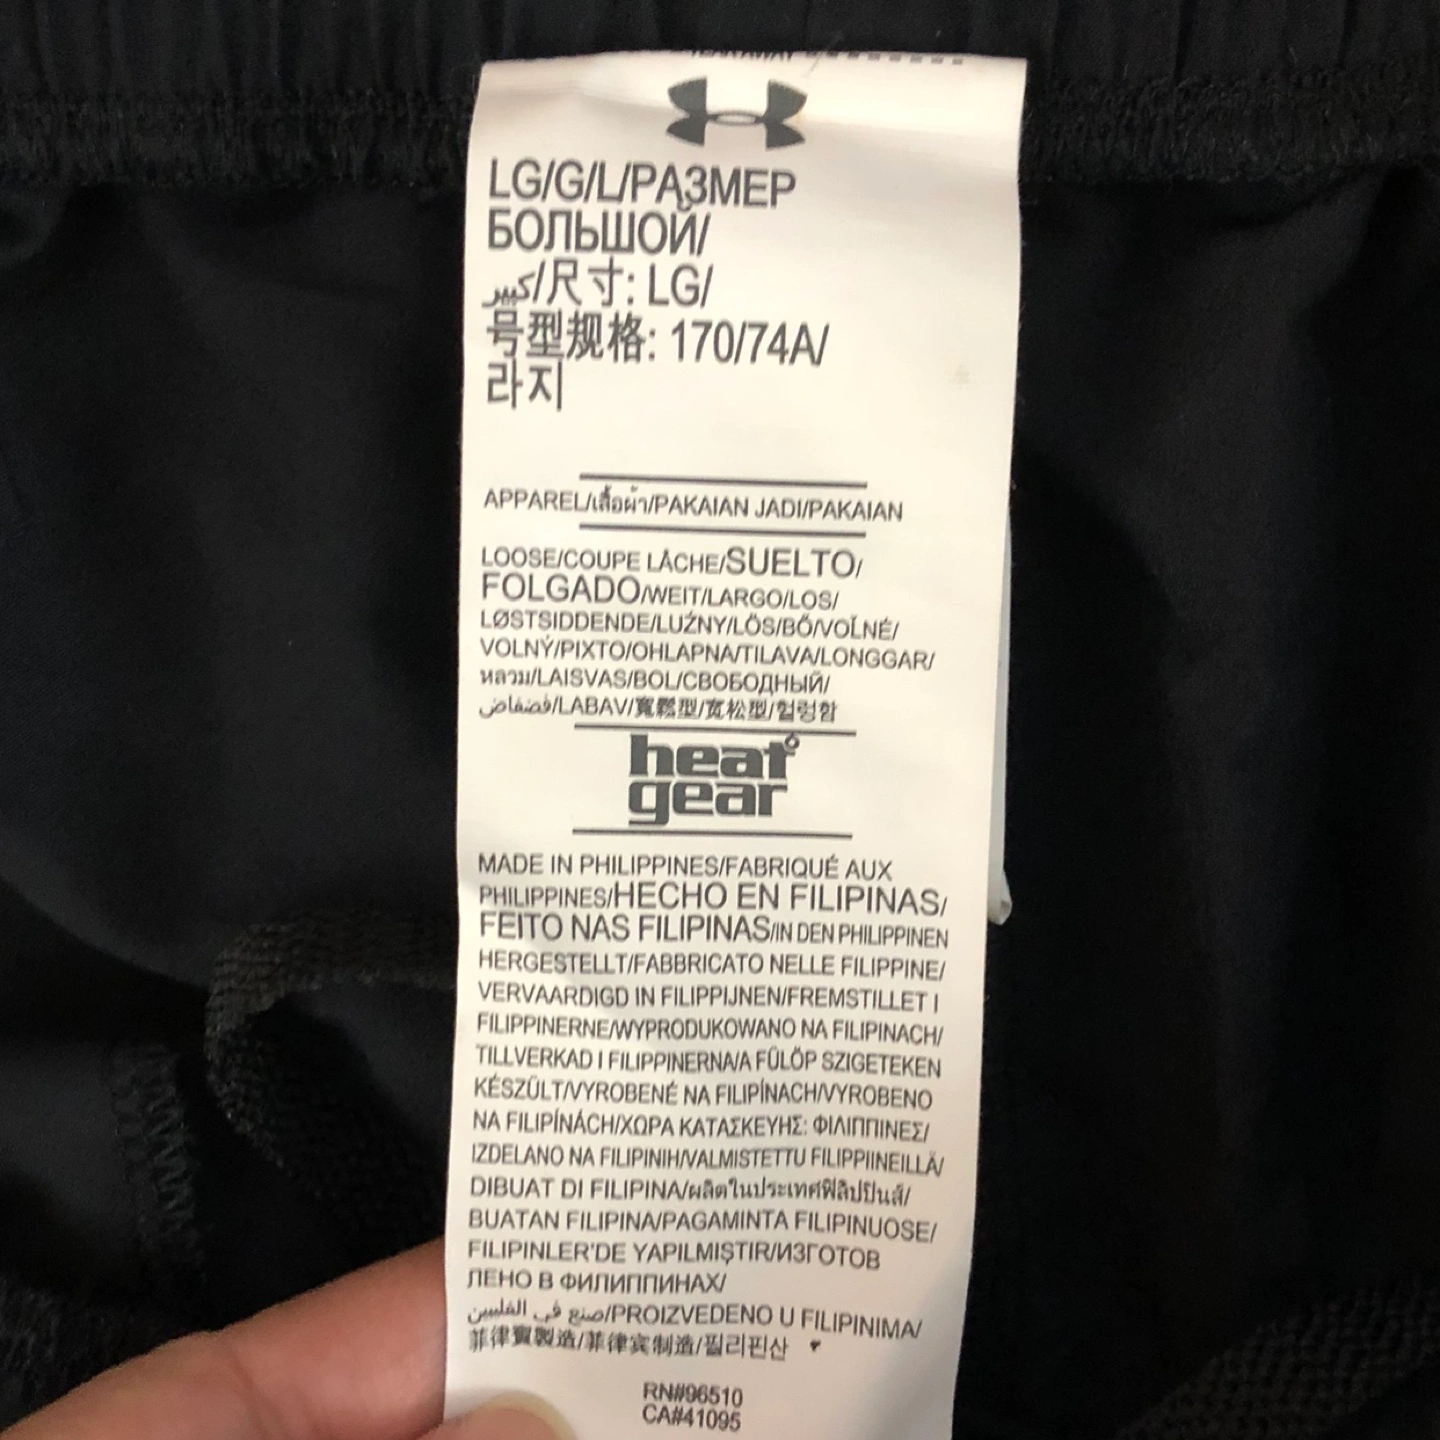 LG/G/L/РАЗМЕР
БОЛЬШОЙ/
كبير/尺寸: LG/
号型规格: 170/74A/
라지
APPAREL/เสื้อผ้า/PAKAIAN JADI/PAKAIAN
LOOSE/COUPE LÂCHE/SUELTO/
FOLGADO/WEIT/LARGO/LOS/
LØSTSIDDENDE/LUŹNY/LÖS/BŐ/VOĽNÉ/
VOLNÝ/ΡΙΧΤΟ/OHLAPNA/TILAVA/LONGGAR/
หลวม/LAISVAS/BOL/СВОБОДНЫЙ/
فضفاض/LABAV/寬鬆型/宽松型/헐렁함
heat
gear
MADE IN PHILIPPINES/FABRIQUÉ AUX
PHILIPPINES/HECHO EN FILIPINAS/
FEITO NAS FILIPINAS/IN DEN PHILIPPINEN
HERGESTELLT/FABBRICATO NELLE FILIPPINE/
VERVAARDIGD IN FILIPPIJNEN/FREMSTILLET I
FILIPPINERNE/WYPRODUKOWANO NA FILIPINACH/
TILLVERKAD I FILIPPINERNA/A FÜLÖP SZIGETEKEN
KÉSZÜLT/VYROBENÉ NA FILIPÍNACH/VYROBENO
NA FILIPÍNÁCH/ΧΩΡΑ ΚΑΤΑΣΚΕΥΗΣ: ΦΙΛΙΠΠΙΝΕΣ/
IZDELANO NA FILIPINIH/VALMISTETTU FILIPPIINEILLÄ/
DIBUAT DI FILIPINA/ผลิตในประเทศฟิลิปปินส์/
BUATAN FILIPINA/PAGAMINTA FILIPINUOSE/
FILIPINLER'DE YAPILMIŞTIR/ИЗГОТОВ
ЛЕНО В ФИЛИППИНАХ/
صنع في الفلبين/PROIZVEDENO U FILIPINIMA/
菲律賓製造/菲律宾制造/필리핀산
RN#96510
CA#41095